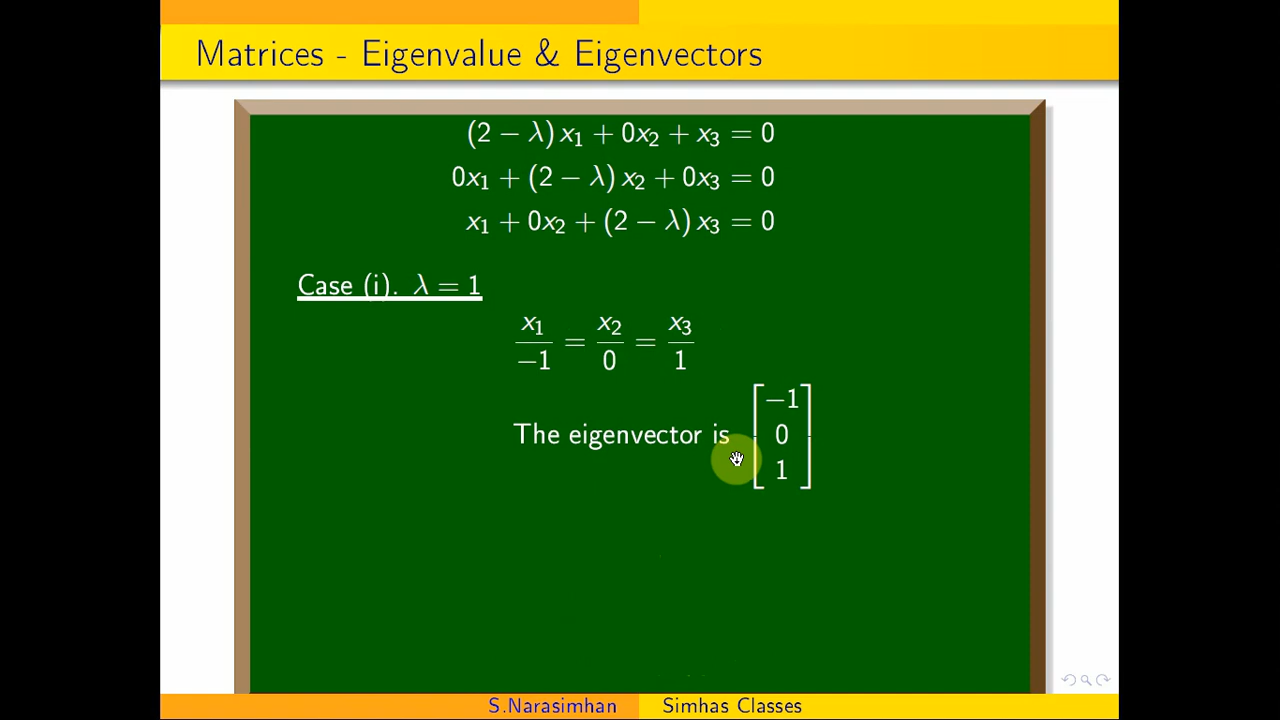 Matrices - Eigenvalue & Eigenvectors
(2 − λ) x₁ + 0x₂ + x₃ = 0
0x₁ + (2 − λ) x₂ + 0x₃ = 0
x₁ + 0x₂ + (2 − λ) x₃ = 0
Case (i). λ = 1
x₁/−1 = x₂/0 = x₃/1
The eigenvector is [−1 0 1]
S.Narasimhan Simhas Classes